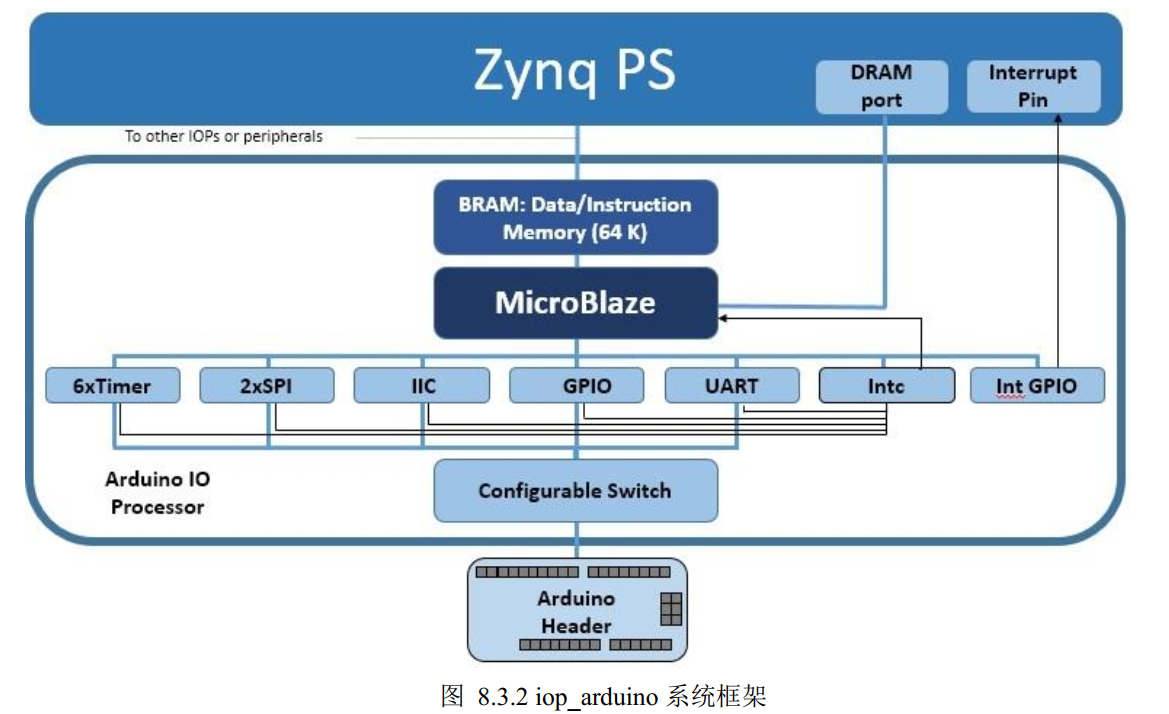 Zynq PS
DRAM
port
Interrupt
Pin
To other IOPs or peripherals
BRAM: Data/Instruction
Memory (64 K)
MicroBlaze
6xTimer
2xSPI
IIC
GPIO
UART
Intc
Int GPIO
Arduino IO
Processor
Configurable Switch
Arduino
Header
图 8.3.2 iop_arduino 系统框架